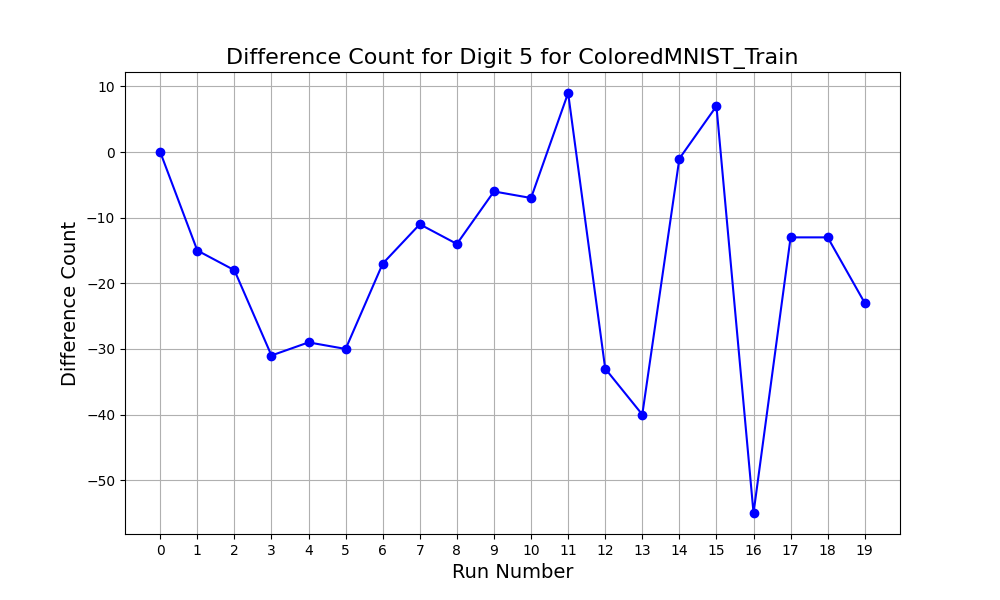 Difference Count for Digit 5 for ColoredMNIST_Train
Difference Count
10
0
−10
−20
−30
−40
−50
0 1 2 3 4 5 6 7 8 9 10 11 12 13 14 15 16 17 18 19
Run Number